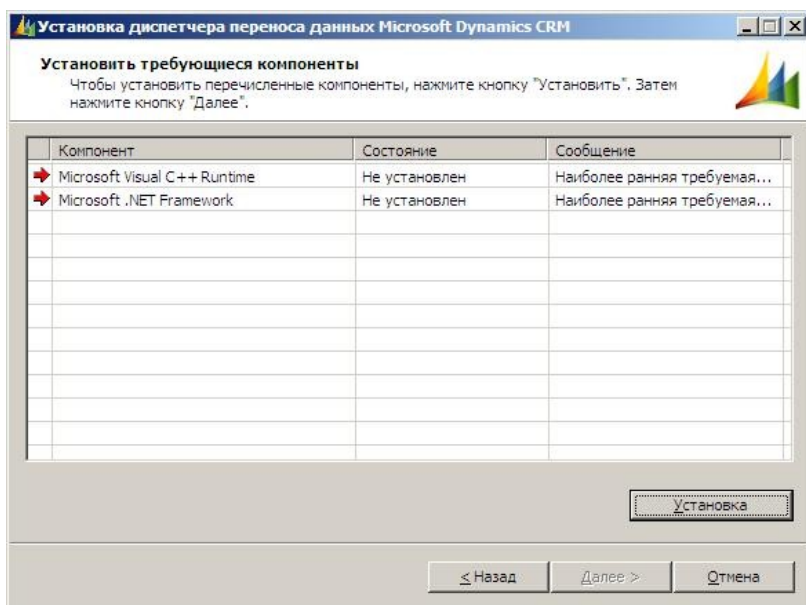 Установка диспетчера переноса данных Microsoft Dynamics CRM
Установить требующиеся компоненты
Чтобы установить перечисленные компоненты, нажмите кнопку "Установить". Затем
нажмите кнопку "Далее".
Компонент Состояние Сообщение
Microsoft Visual C++ Runtime Не установлен Наиболее ранняя требуемая...
Microsoft .NET Framework Не установлен Наиболее ранняя требуемая...
Установка
< Назад Далее > Отмена